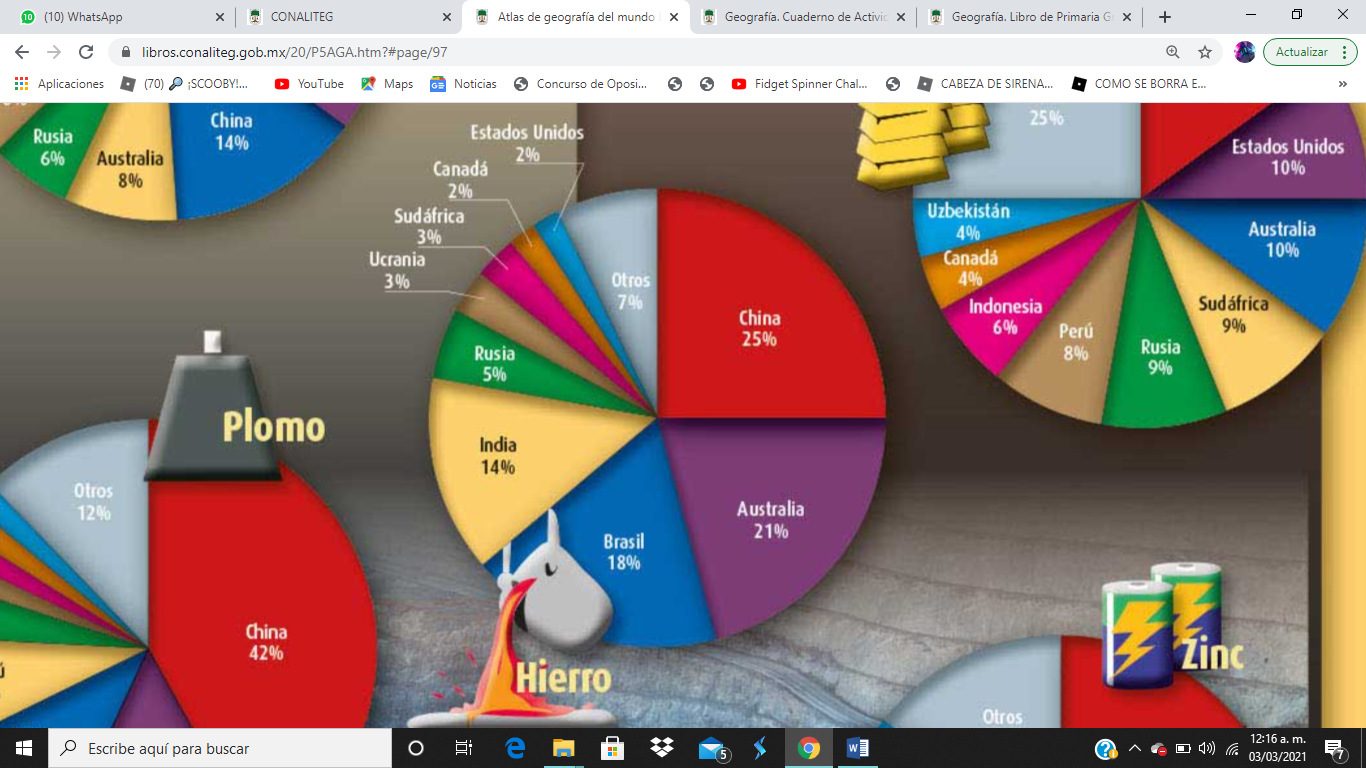 (10) WhatsApp
CONALITEG
Atlas de geografía del mundo
Geografía. Cuaderno de Activi
Geografía. Libro de Primaria G
libros.conaliteg.gob.mx/20/P5AGA.htm?#page/97
Actualizar
Aplicaciones
(70) 🔎 ¡SCOOBY!...
YouTube
Maps
Noticias
Concurso de Oposi...
Fidget Spinner Chal...
CABEZA DE SIRENA...
COMO SE BORRA E...
Rusia
6%
Australia
8%
China
14%
Estados Unidos
2%
Canadá
2%
Sudáfrica
3%
Ucrania
3%
Rusia
5%
India
14%
Brasil
18%
Australia
21%
China
25%
Otros
7%
Hierro
25%
Estados Unidos
10%
Australia
10%
Sudáfrica
9%
Rusia
9%
Perú
8%
Indonesia
6%
Canadá
4%
Uzbekistán
4%
Plomo
Otros
12%
China
42%
Zinc
Otros
Escribe aquí para buscar
5
12:16 a. m.
03/03/2021
7